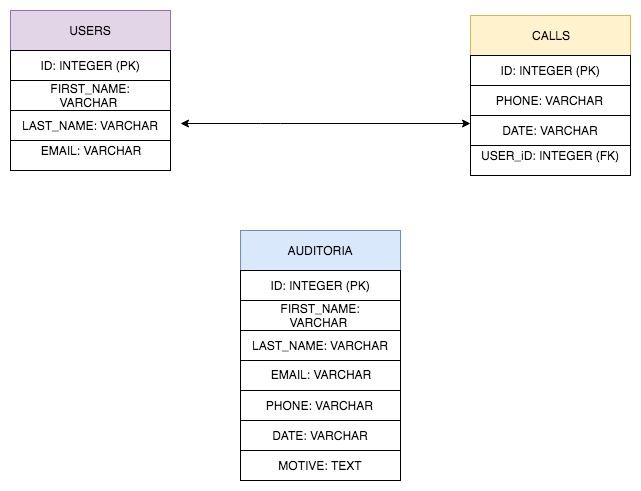 USERS
ID: INTEGER (PK)
FIRST_NAME:
VARCHAR
LAST_NAME: VARCHAR
EMAIL: VARCHAR
CALLS
ID: INTEGER (PK)
PHONE: VARCHAR
DATE: VARCHAR
USER_iD: INTEGER (FK)
AUDITORIA
ID: INTEGER (PK)
FIRST_NAME:
VARCHAR
LAST_NAME: VARCHAR
EMAIL: VARCHAR
PHONE: VARCHAR
DATE: VARCHAR
MOTIVE: TEXT